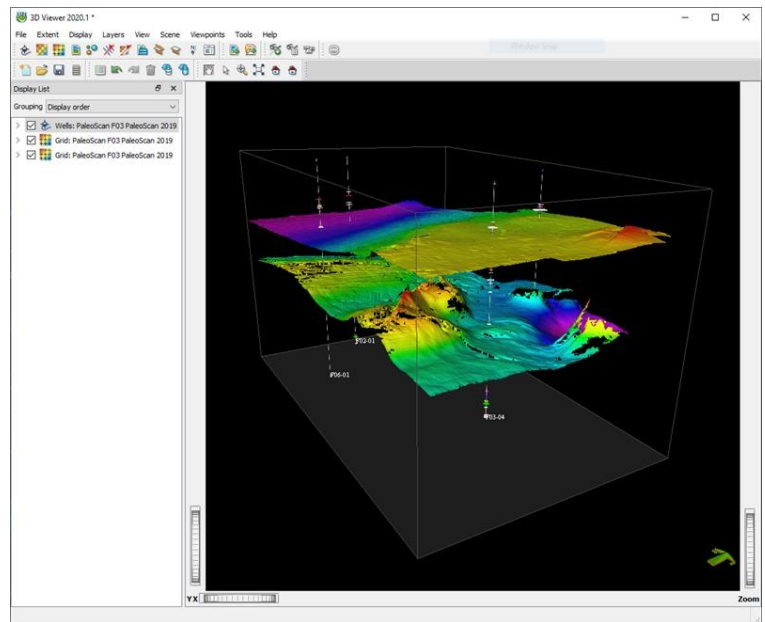 3D Viewer 2020.1 *
File Extent Display Layers View Scene Viewpoints Tools Help
Display List
Grouping Display order
Wells: PaleoScan F03 PaleoScan 2019
Grid: PaleoScan F03 PaleoScan 2019
Grid: PaleoScan F03 PaleoScan 2019
F02-01
F06-01
F03-04
Y X
Zoom